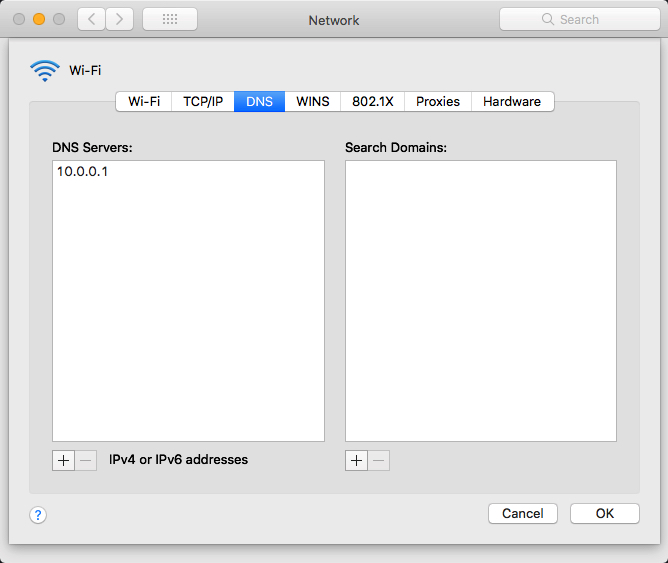 Network
Search
Wi-Fi
Wi-Fi TCP/IP DNS WINS 802.1X Proxies Hardware
DNS Servers:
10.0.0.1
Search Domains:
+ − IPv4 or IPv6 addresses
+ −
?
Cancel OK